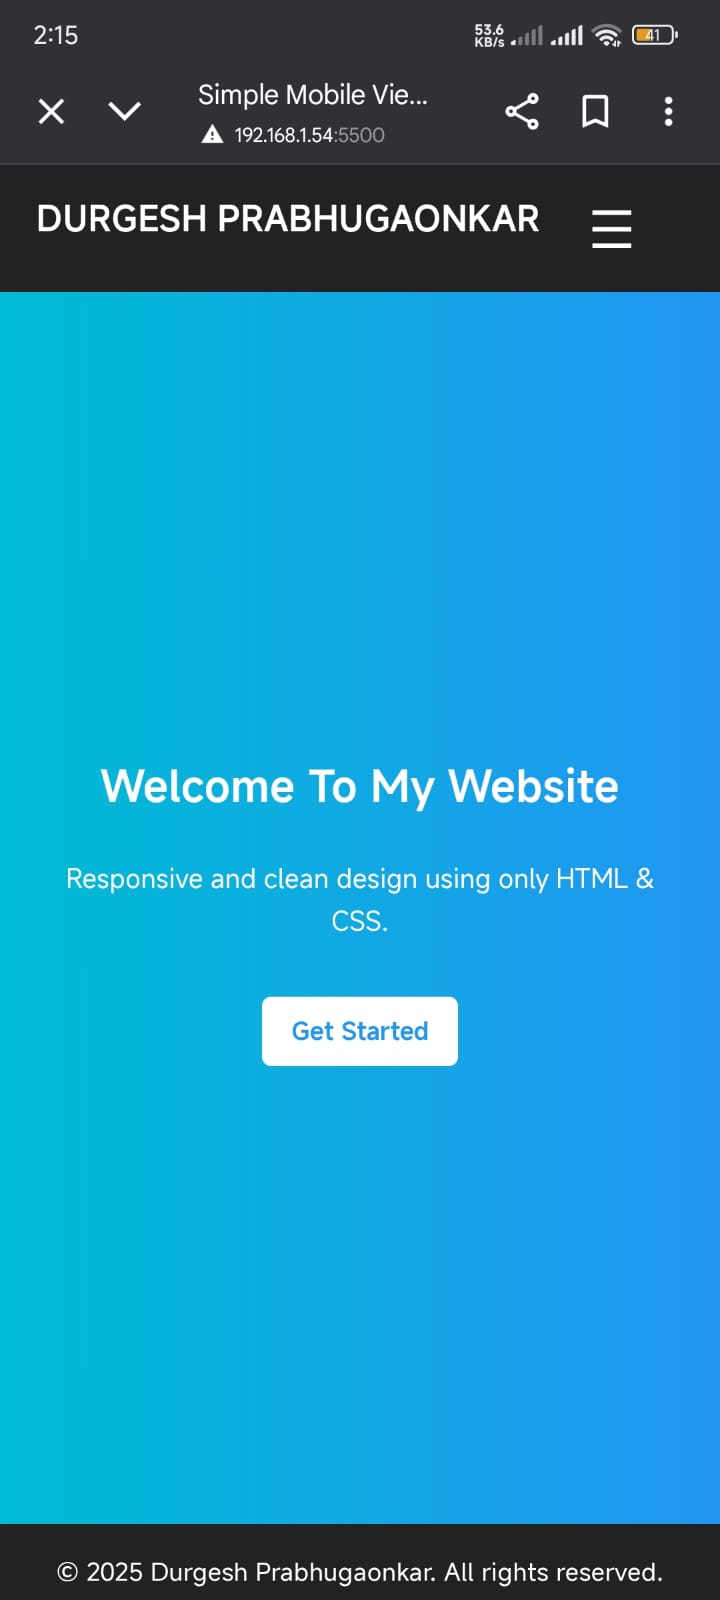 2:15
53.6
KB/s
41
Simple Mobile Vie...
192.168.1.54:5500
DURGESH PRABHUGAONKAR
Welcome To My Website
Responsive and clean design using only HTML &
CSS.
Get Started
© 2025 Durgesh Prabhugaonkar. All rights reserved.